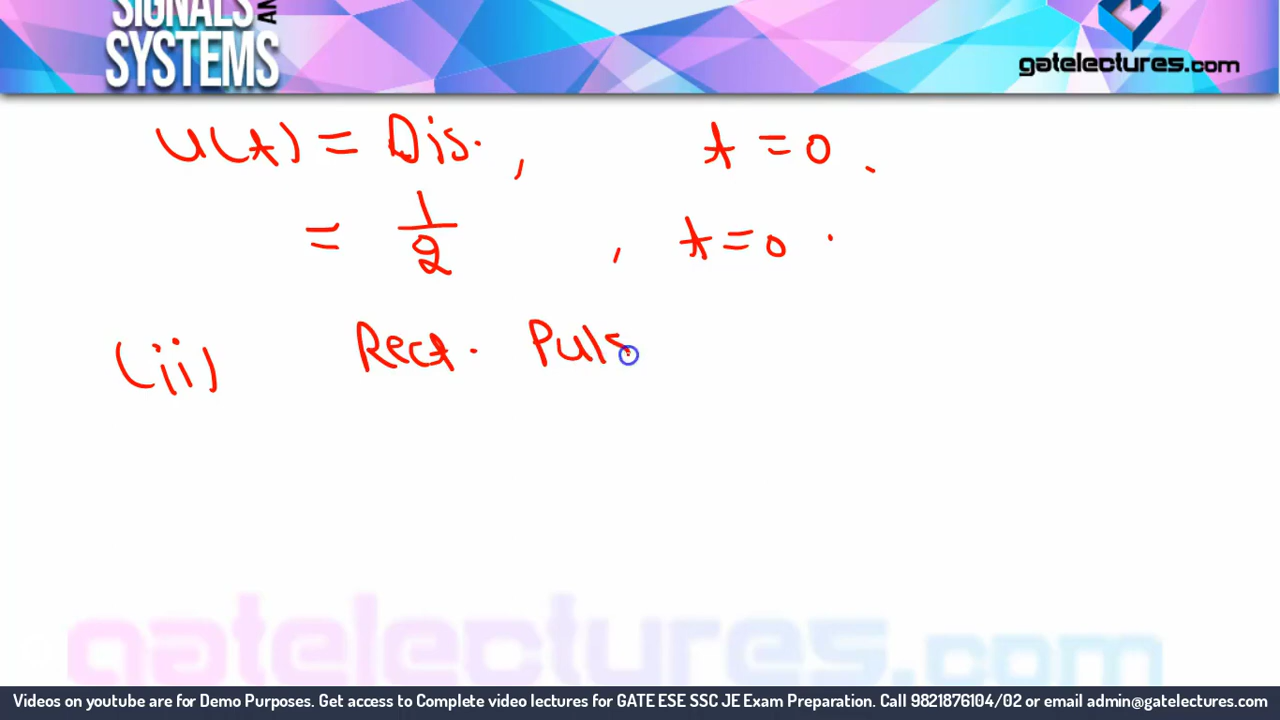 SIGNALS AND
SYSTEMS
gatelectures.com
u(t) = Dis. , t = 0 .
= 1/2 , t = 0 .
(ii) Rect. Puls
gatelectures.com
Videos on youtube are for Demo Purposes. Get access to Complete video lectures for GATE ESE SSC JE Exam Preparation. Call 9821876104/02 or email admin@gatelectures.com